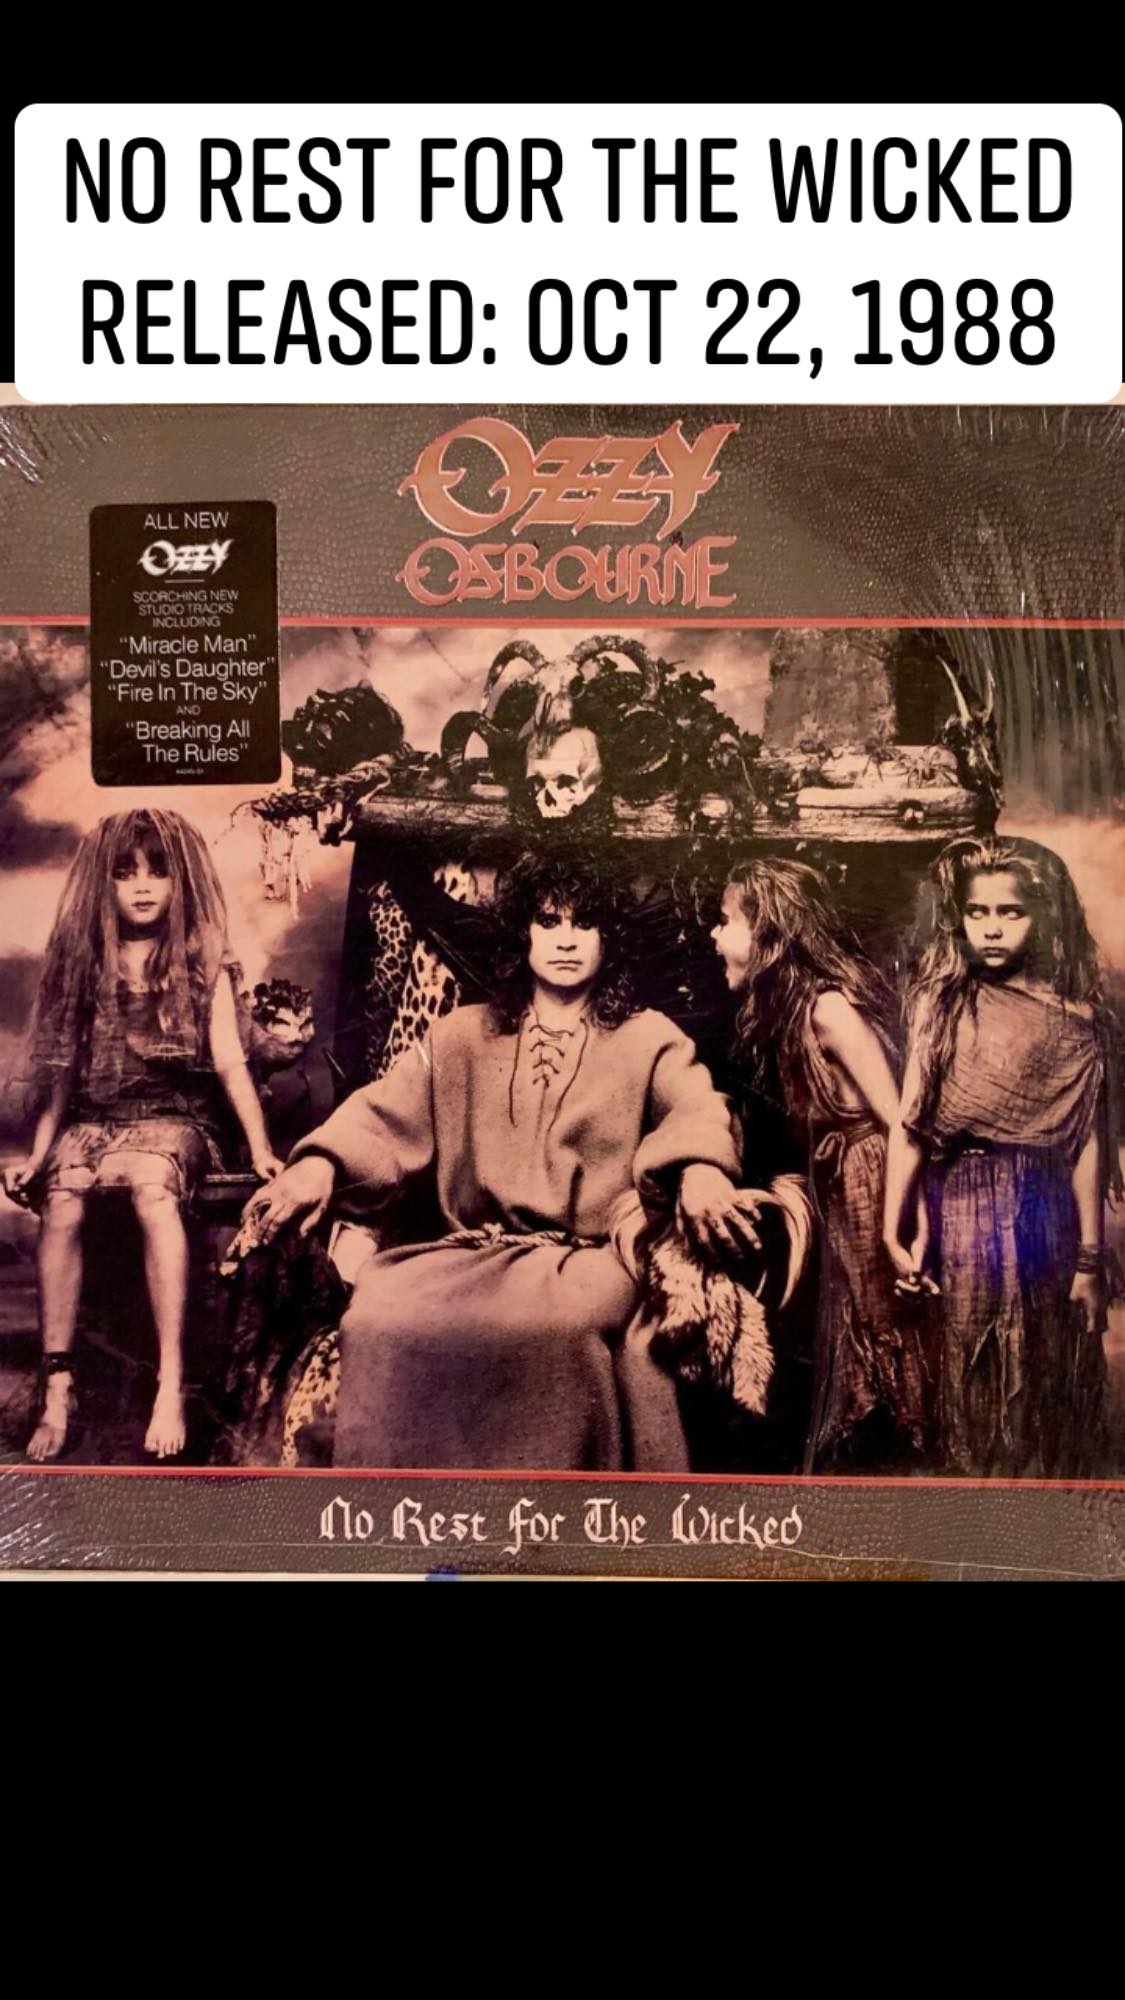 NO REST FOR THE WICKED
RELEASED: OCT 22, 1988
OZZY
OSBOURNE
ALL NEW
OZZY
SCORCHING NEW
STUDIO TRACKS
INCLUDING
"Miracle Man"
"Devil's Daughter"
"Fire In The Sky"
AND
"Breaking All
The Rules"
No Rest For The Wicked